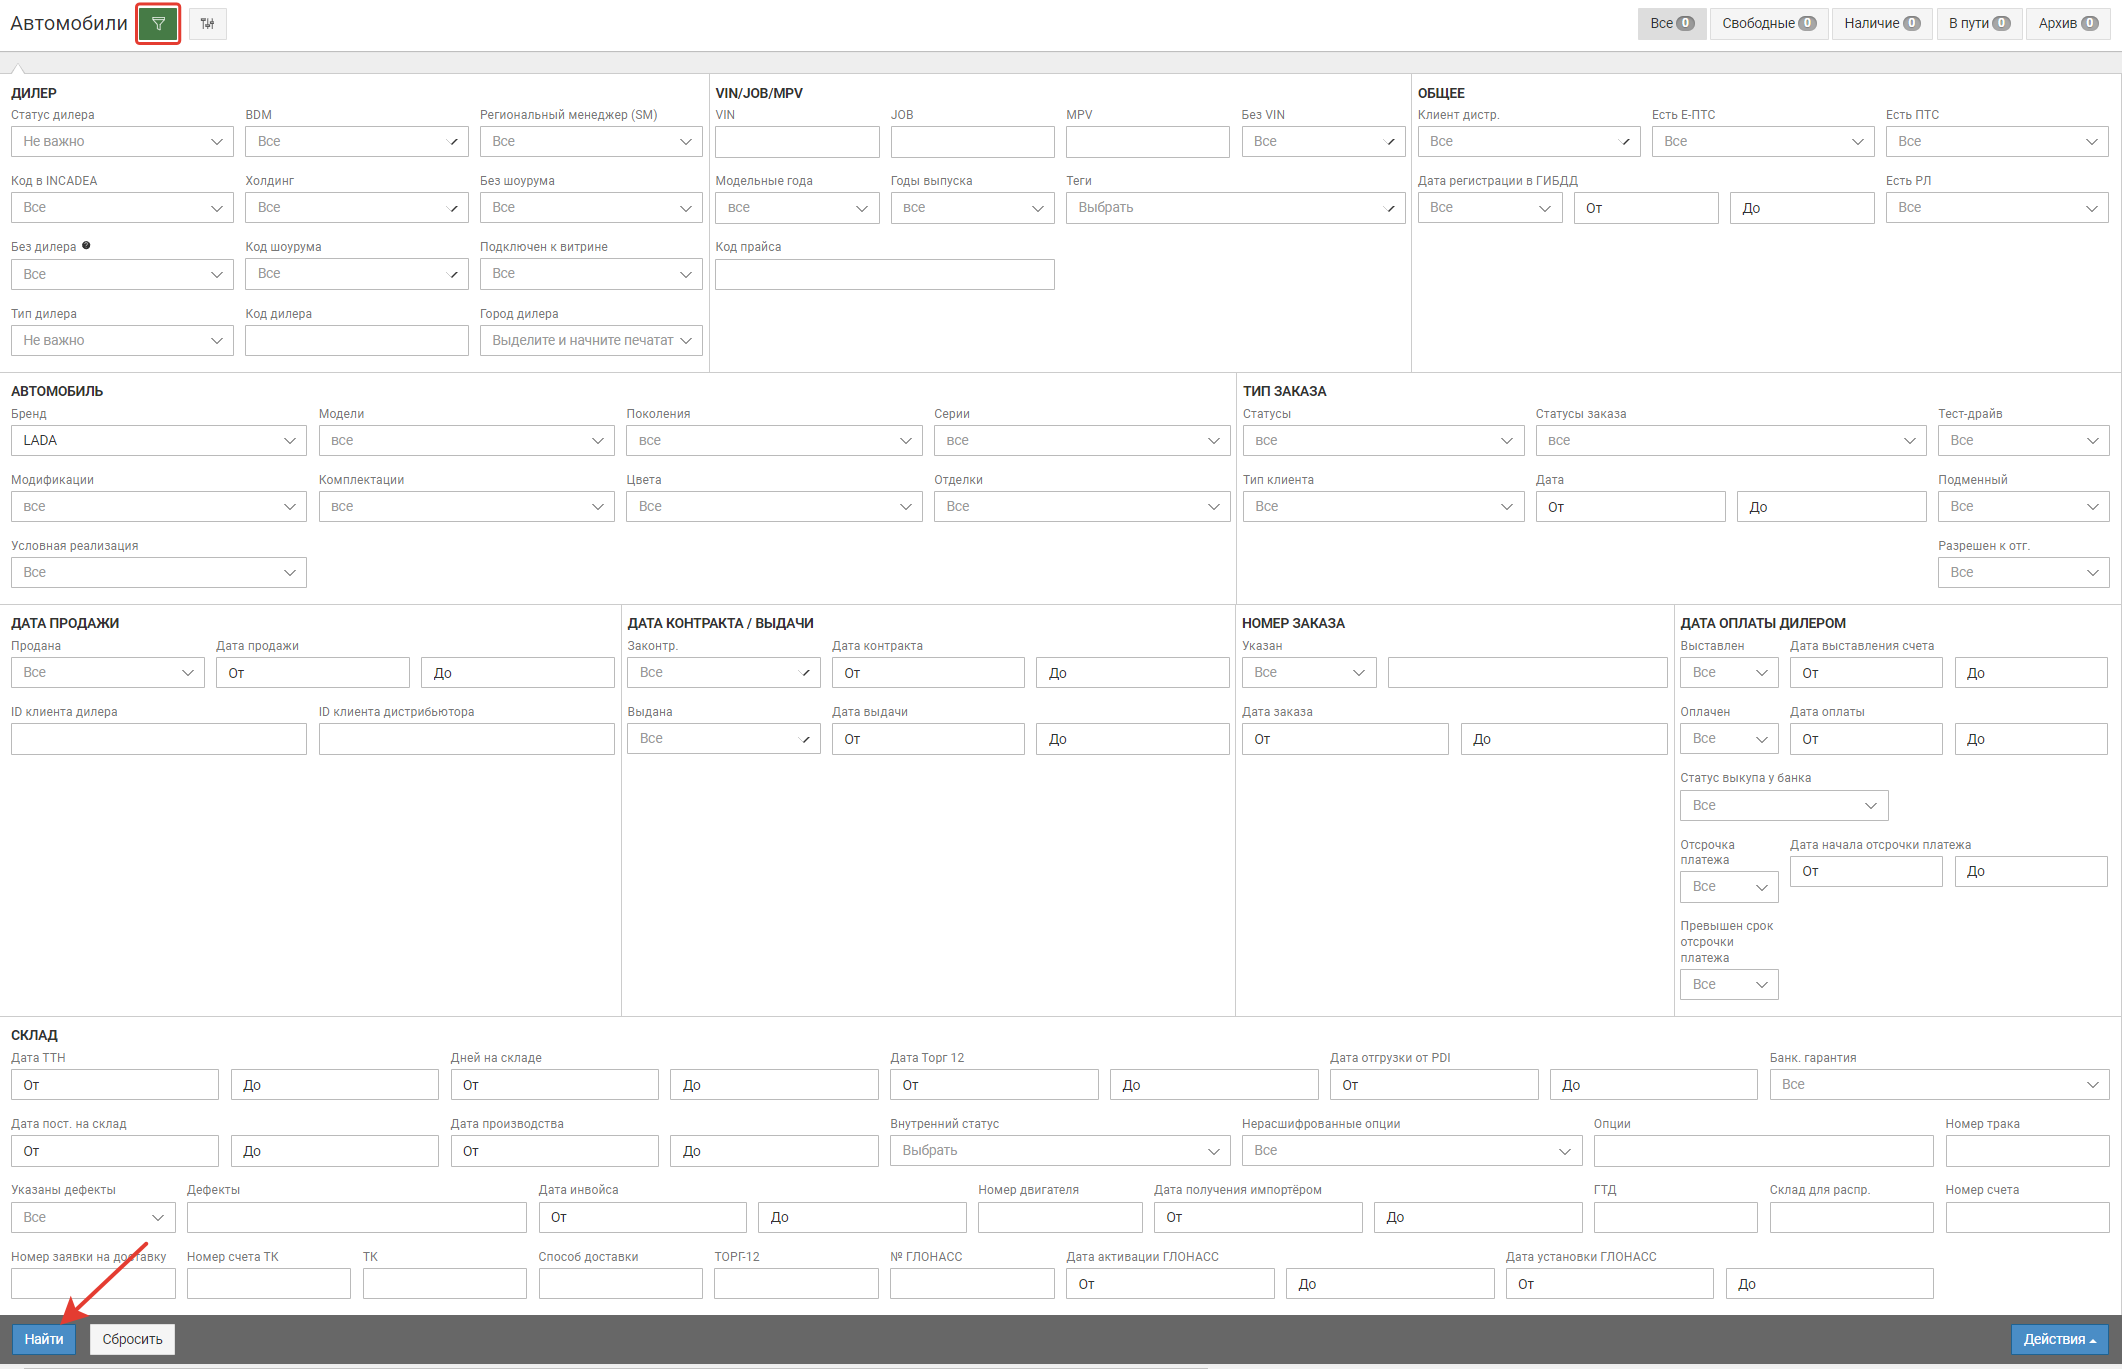 Автомобили
Все 0 Свободные 0 Наличие 0 В пути 0 Архив 0
ДИЛЕР VIN/JOB/MPV ОБЩЕЕ
Статус дилера BDM Региональный менеджер (SM) VIN JOB MPV Без VIN Клиент дистр. Есть Е-ПТС Есть ПТС
Не важно Все Все Все Все Все Все
Код в INCADEA Холдинг Без шоурума Модельные года Годы выпуска Теги Дата регистрации в ГИБДД Есть РЛ
Все Все Все все все Выбрать Все От До Все
Без дилера ? Код шоурума Подключен к витрине Код прайса
Все Все Все
Тип дилера Код дилера Город дилера
Не важно Выделите и начните печатат
АВТОМОБИЛЬ ТИП ЗАКАЗА
Бренд Модели Поколения Серии Статусы Статусы заказа Тест-драйв
LADA все все все все все Все
Модификации Комплектации Цвета Отделки Тип клиента Дата Подменный
все все Все Все Все От До Все
Условная реализация Разрешен к отг.
Все Все
ДАТА ПРОДАЖИ ДАТА КОНТРАКТА / ВЫДАЧИ НОМЕР ЗАКАЗА ДАТА ОПЛАТЫ ДИЛЕРОМ
Продана Дата продажи Законтр. Дата контракта Указан Выставлен Дата выставления счета
Все От До Все От До Все Все От До
ID клиента дилера ID клиента дистрибьютора Выдана Дата выдачи Дата заказа Оплачен Дата оплаты
Все От До От До Все От До
Статус выкупа у банка
Все
Отсрочка Дата начала отсрочки платежа
платежа
От До
Все
Превышен срок
отсрочки
платежа
Все
СКЛАД
Дата ТТН Дней на складе Дата Торг 12 Дата отгрузки от PDI Банк. гарантия
От До От До От До От До Все
Дата пост. на склад Дата производства Внутренний статус Нерасшифрованные опции Опции Номер трака
От До От До Выбрать Все
Указаны дефекты Дефекты Дата инвойса Номер двигателя Дата получения импортёром ГТД Склад для распр. Номер счета
Все От До От До
Номер заявки на доставку Номер счета ТК ТК Способ доставки ТОРГ-12 № ГЛОНАСС Дата активации ГЛОНАСС Дата установки ГЛОНАСС
От До От До
Найти Сбросить Действия